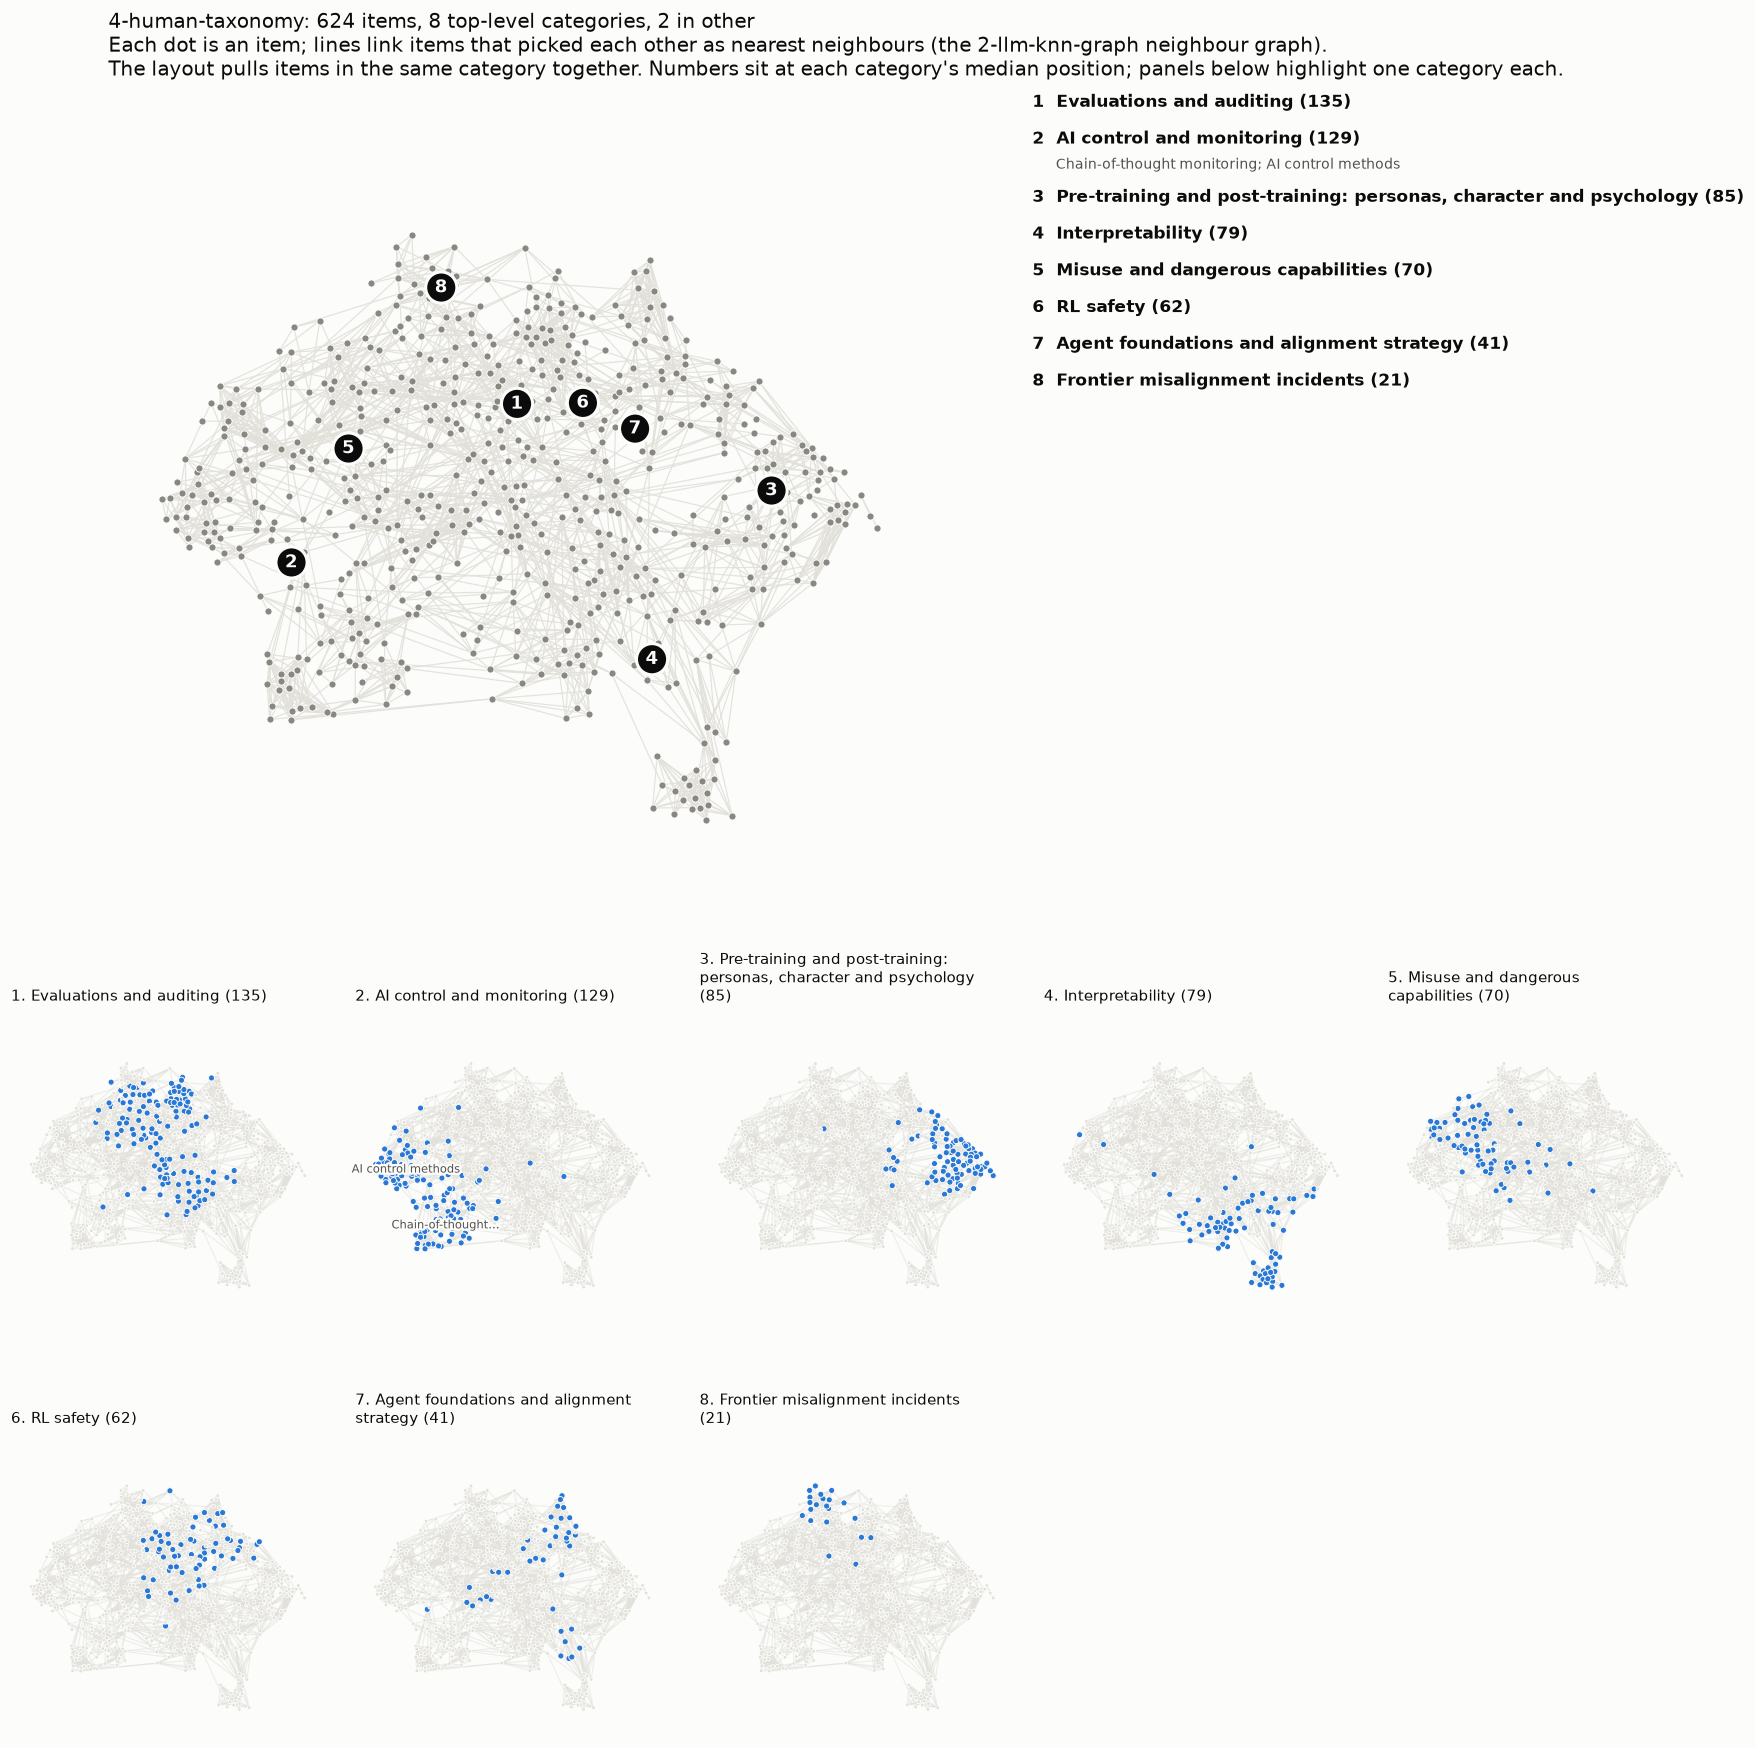 4-human-taxonomy: 624 items, 8 top-level categories, 2 in other
Each dot is an item; lines link items that picked each other as nearest neighbours (the 2-llm-knn-graph neighbour graph).
The layout pulls items in the same category together. Numbers sit at each category's median position; panels below highlight one category each.
1 Evaluations and auditing (135)
2 AI control and monitoring (129)
Chain-of-thought monitoring; AI control methods
3 Pre-training and post-training: personas, character and psychology (85)
4 Interpretability (79)
5 Misuse and dangerous capabilities (70)
6 RL safety (62)
7 Agent foundations and alignment strategy (41)
8 Frontier misalignment incidents (21)
8
1
6
7
5
3
2
4
1. Evaluations and auditing (135)
2. AI control and monitoring (129)
3. Pre-training and post-training:
personas, character and psychology
(85)
4. Interpretability (79)
5. Misuse and dangerous
capabilities (70)
AI control methods
Chain-of-thought...
6. RL safety (62)
7. Agent foundations and alignment
strategy (41)
8. Frontier misalignment incidents
(21)